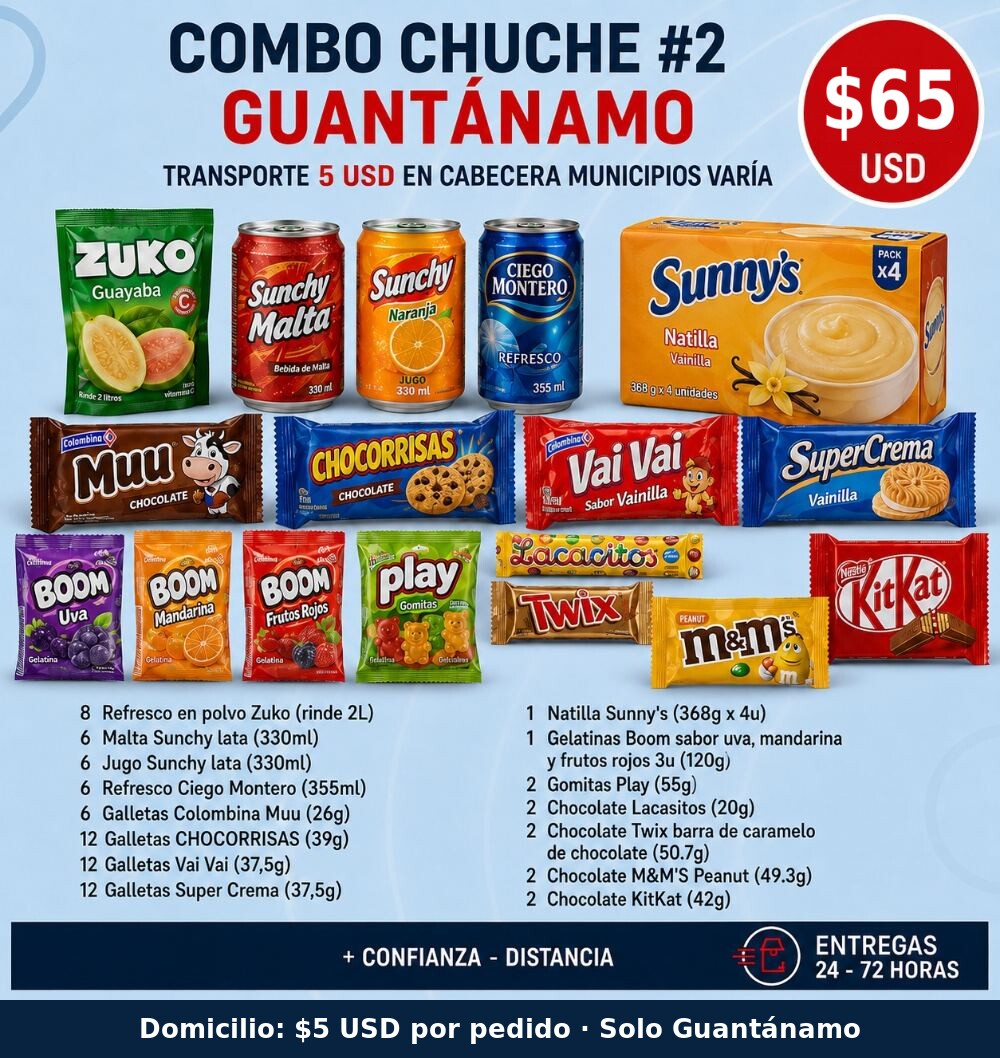 COMBO CHUCHE #2
GUANTÁNAMO
TRANSPORTE 5 USD EN CABECERA MUNICIPIOS VARÍA
$65
USD
ZUKO
Guayaba
C
Rinde 2 litros
vitamina C
Sunchy
Malta
Bebida de Malta
330 ml
Sunchy
Naranja
JUGO
330 ml
CIEGO
MONTERO
REFRESCO
355 ml
Sunny's
PACK
x4
Natilla
Vainilla
368 g x 4 unidades
Sunny's
Colombina
Muu
CHOCOLATE
CHOCORRISAS
CHOCOLATE
Colombina
Vai Vai
Sabor Vainilla
SuperCrema
Vainilla
BOOM
Uva
Gelatina
BOOM
Mandarina
Gelatina
BOOM
Frutos Rojos
Gelatina
play
Gomitas
Lacacitos
Twix
PEANUT
m&m's
Nestlé
KitKat
8 Refresco en polvo Zuko (rinde 2L)
6 Malta Sunchy lata (330ml)
6 Jugo Sunchy lata (330ml)
6 Refresco Ciego Montero (355ml)
6 Galletas Colombina Muu (26g)
12 Galletas CHOCORRISAS (39g)
12 Galletas Vai Vai (37,5g)
12 Galletas Super Crema (37,5g)
1 Natilla Sunny's (368g x 4u)
1 Gelatinas Boom sabor uva, mandarina
y frutos rojos 3u (120g)
2 Gomitas Play (55g)
2 Chocolate Lacasitos (20g)
2 Chocolate Twix barra de caramelo
de chocolate (50.7g)
2 Chocolate M&M'S Peanut (49.3g)
2 Chocolate KitKat (42g)
+ CONFIANZA - DISTANCIA
ENTREGAS
24 - 72 HORAS
Domicilio: $5 USD por pedido · Solo Guantánamo